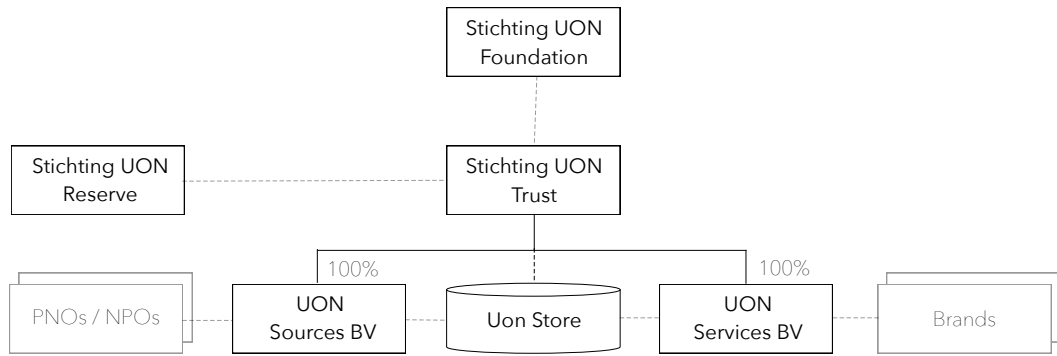 Stichting UON
Foundation
Stichting UON
Reserve
Stichting UON
Trust
100%
100%
PNOs / NPOs
UON
Sources BV
Uon Store
UON
Services BV
Brands